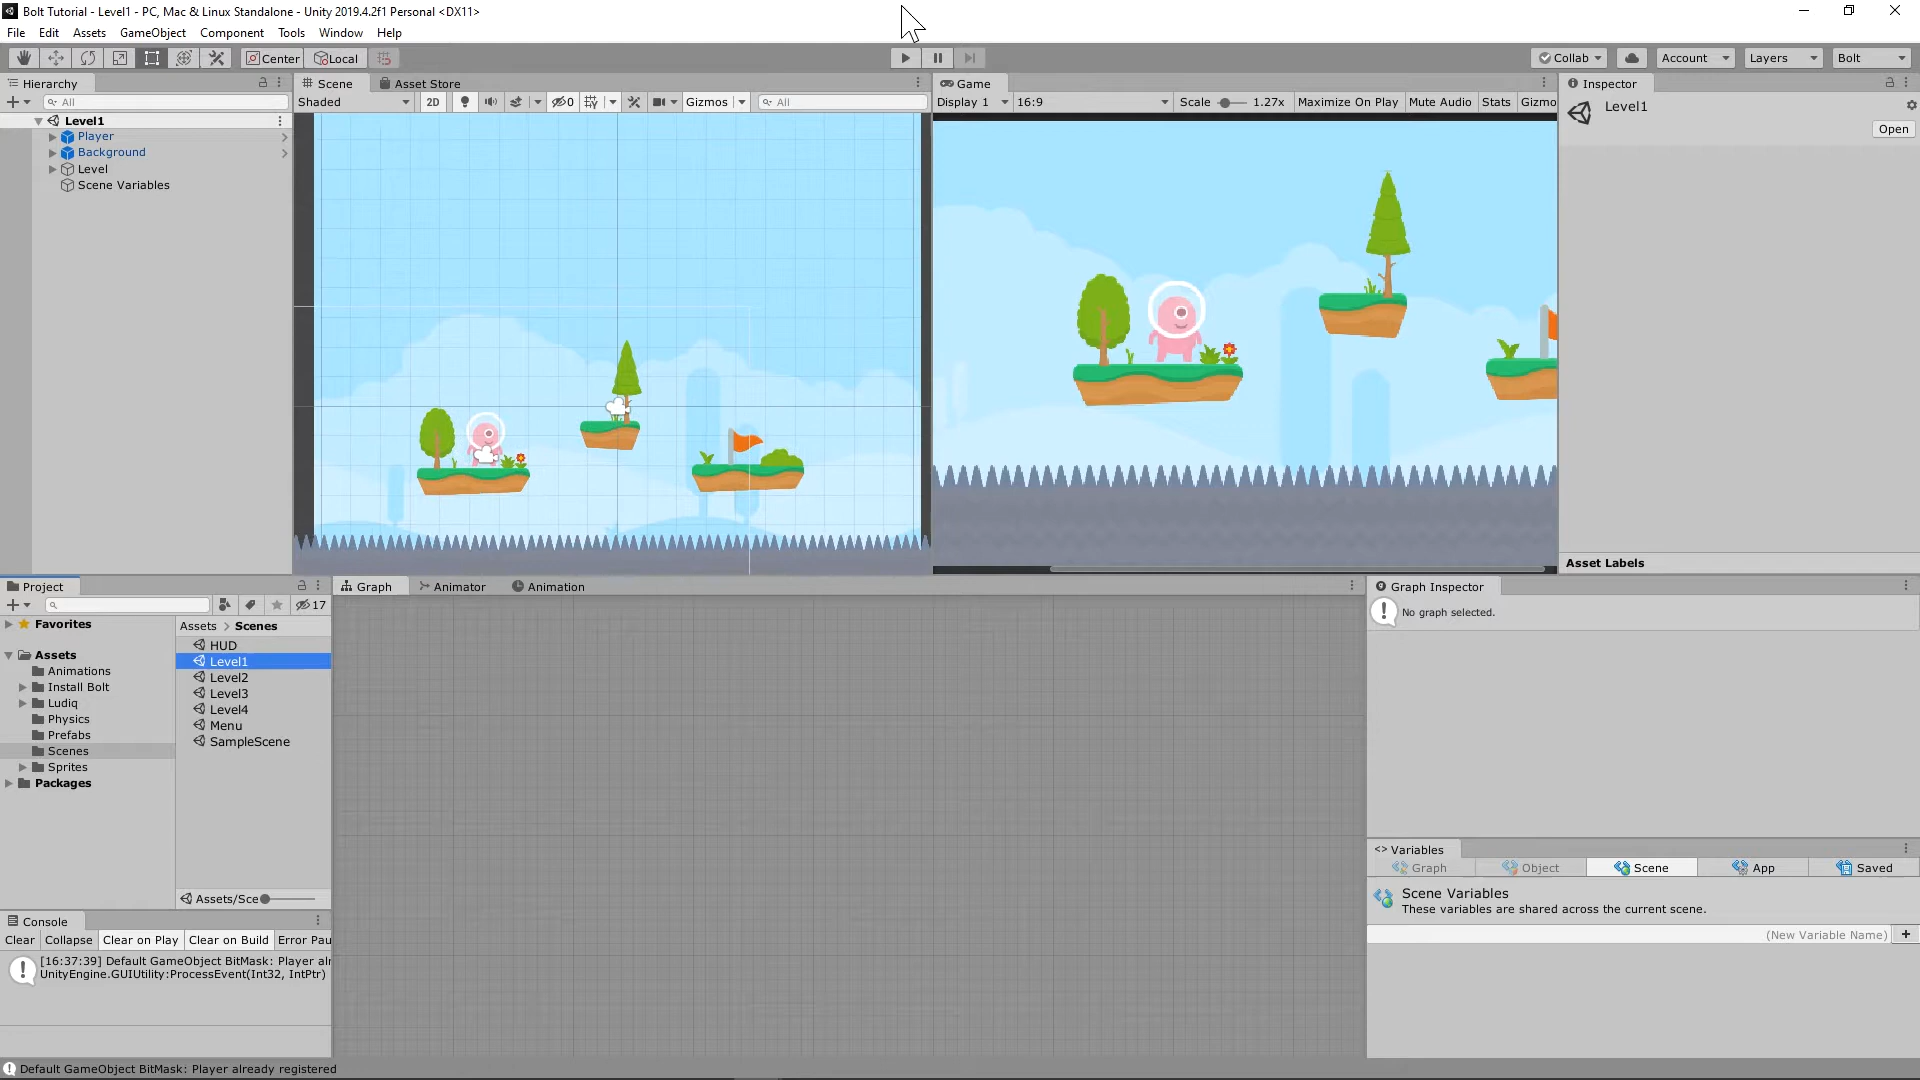 Bolt Tutorial - Level1 - PC, Mac & Linux Standalone - Unity 2019.4.2f1 Personal <DX11>
File Edit Assets GameObject Component Tools Window Help
Center Local Collab Account Layers Bolt
Hierarchy
All
Level1
Player
Background
Level
Scene Variables
Scene Asset Store
Shaded 2D 0 Gizmos All
Game
Display 1 16:9 Scale 1.27x Maximize On Play Mute Audio Stats Gizmo
Inspector
Level1
Open
Asset Labels
Project
17
Favorites
Assets
Animations
Install Bolt
Ludiq
Physics
Prefabs
Scenes
Sprites
Packages
Assets > Scenes
HUD
Level1
Level2
Level3
Level4
Menu
SampleScene
Assets/Sce
Graph Animator Animation
Graph Inspector
No graph selected.
<> Variables
Graph Object Scene App Saved
Scene Variables
These variables are shared across the current scene.
(New Variable Name) +
Console
Clear Collapse Clear on Play Clear on Build Error Pau
[16:37:39] Default GameObject BitMask: Player alr
UnityEngine.GUIUtility:ProcessEvent(Int32, IntPtr)
Default GameObject BitMask: Player already registered